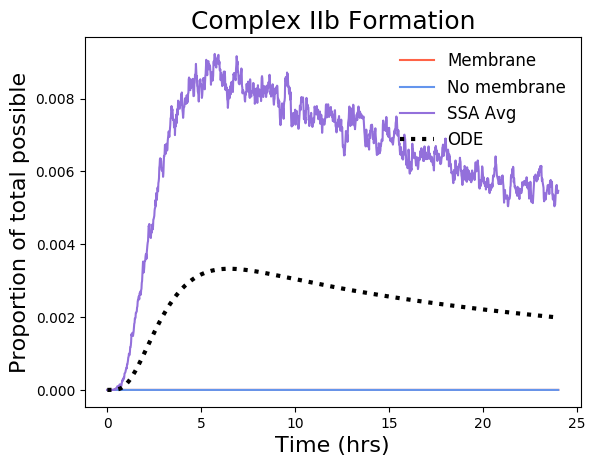 Complex IIb Formation
Proportion of total possible
0.008
0.006
0.004
0.002
0.000
Membrane
No membrane
SSA Avg
ODE
0 5 10 15 20 25
Time (hrs)